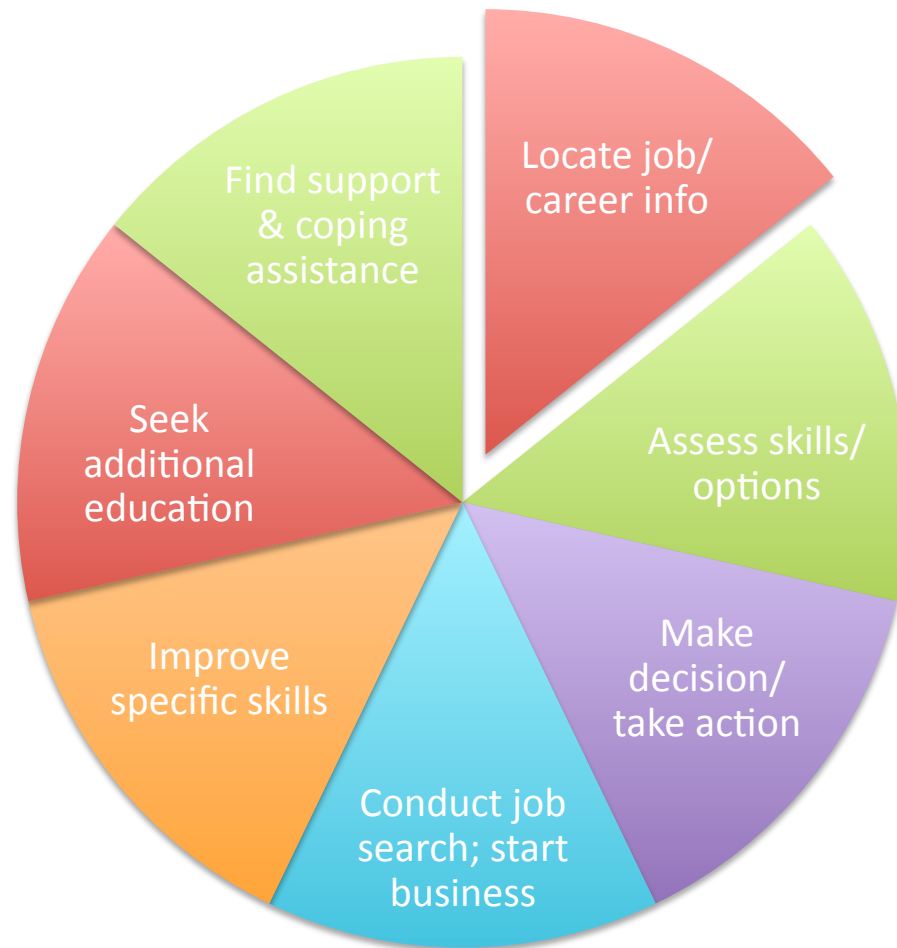 Locate job/
career info
Assess skills/
options
Make
decision/
take action
Conduct job
search; start
business
Improve
specific skills
Seek
additional
education
Find support
& coping
assistance